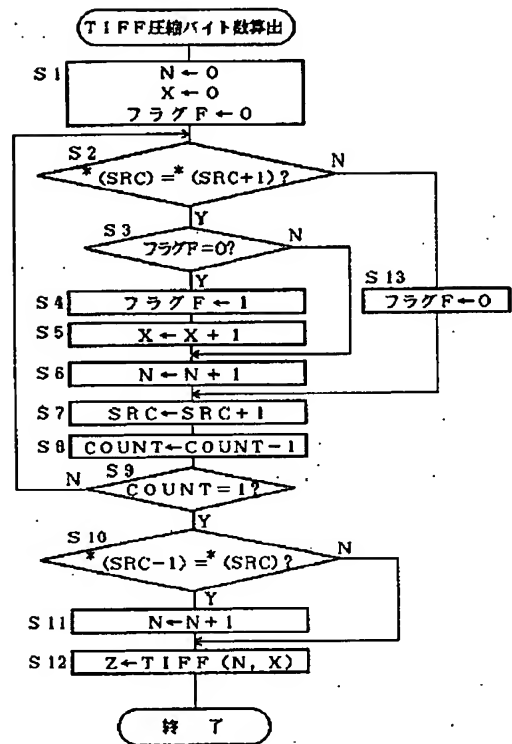 TIFF圧縮バイト数算出
S1
N←0
X←0
フラグF←0
S2
*(SRC)=*(SRC+1)?
N
Y
S3
フラグF=0?
N
Y
S13
フラグF←0
S4
フラグF←1
S5
X←X+1
S6
N←N+1
S7
SRC←SRC+1
S8
COUNT←COUNT-1
S9
N
COUNT=1?
Y
S10
*(SRC-1)=*(SRC)?
N
Y
S11
N←N+1
S12
Z←TIFF(N, X)
終了